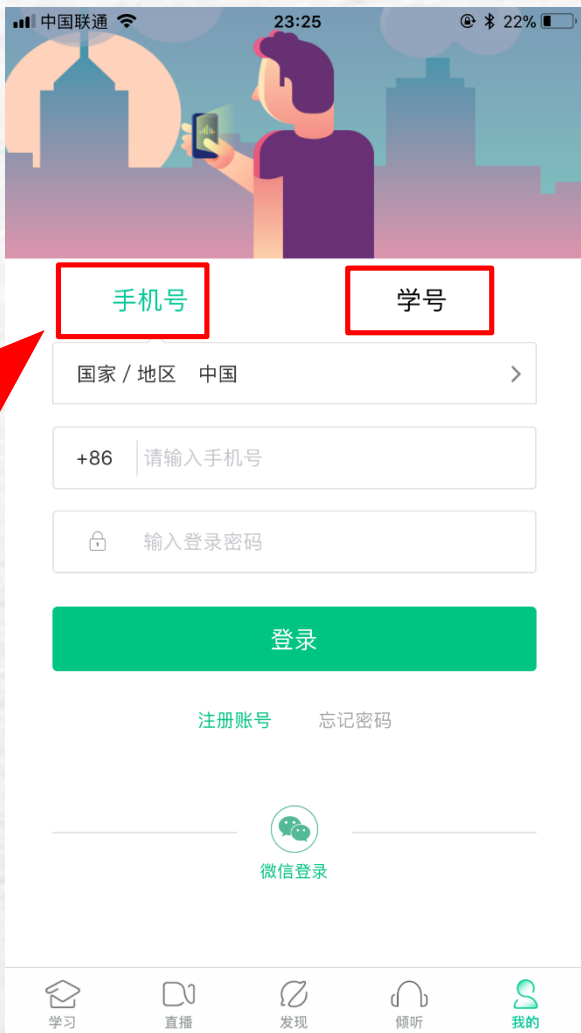 中国联通 23:25 22%
手机号 学号
国家 / 地区 中国
+86 请输入手机号
输入登录密码
登录
注册账号 忘记密码
微信登录
学习 直播 发现 倾听 我的